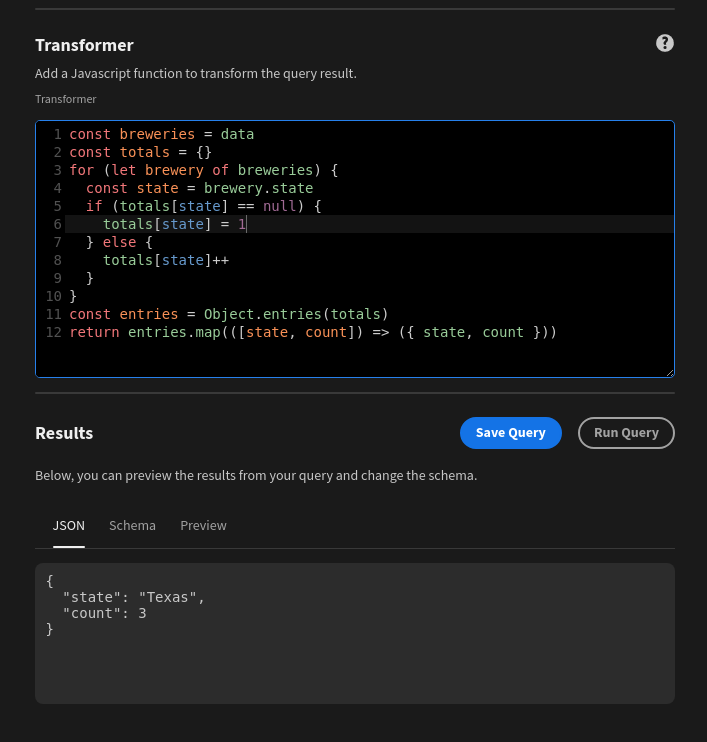 Transformer
?
Add a Javascript function to transform the query result.
Transformer
1 const breweries = data
2 const totals = {}
3 for (let brewery of breweries) {
4   const state = brewery.state
5   if (totals[state] == null) {
6     totals[state] = 1
7   } else {
8     totals[state]++
9   }
10 }
11 const entries = Object.entries(totals)
12 return entries.map(([state, count]) => ({ state, count }))
Results
Save Query
Run Query
Below, you can preview the results from your query and change the schema.
JSON Schema Preview
{
  "state": "Texas",
  "count": 3
}